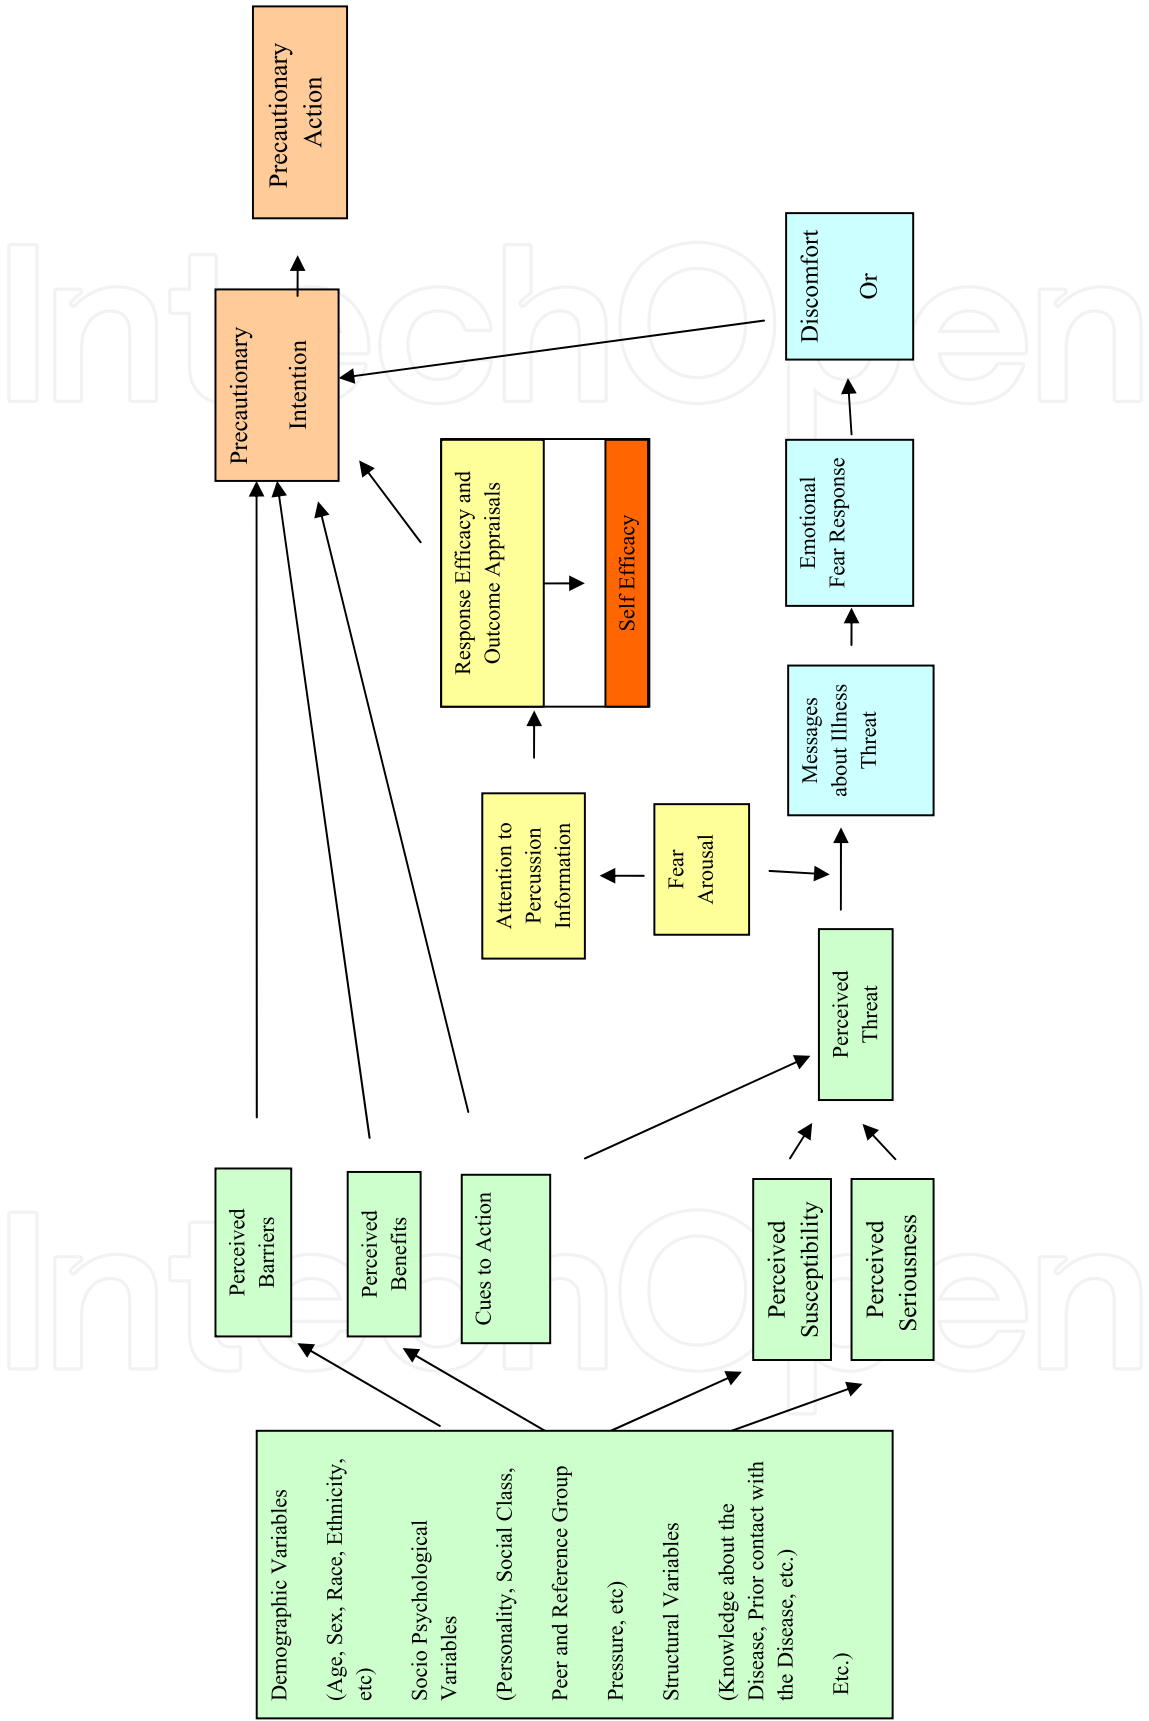 Demographic Variables
(Age, Sex, Race, Ethnicity,
etc)
Socio Psychological
Variables
(Personality, Social Class,
Peer and Reference Group
Pressure, etc)
Structural Variables
(Knowledge about the
Disease, Prior contact with
the Disease, etc.)
Etc.)
Perceived
Barriers
Perceived
Benefits
Cues to Action
Perceived
Susceptibility
Perceived
Seriousness
Perceived
Threat
Attention to
Percussion
Information
Fear
Arousal
Messages
about Illness
Threat
Response Efficacy and
Outcome Appraisals
Self Efficacy
Emotional
Fear Response
Discomfort
Or
Precautionary
Intention
Precautionary
Action
IntechOpen
IntechOpen